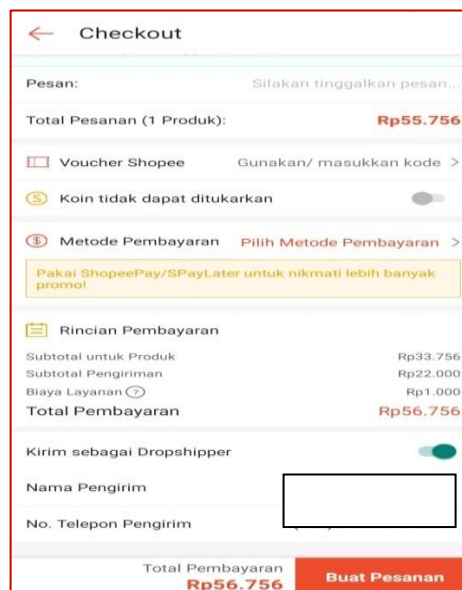 Checkout
Pesan: Silakan tinggalkan pesan...
Total Pesanan (1 Produk): Rp55.756
Voucher Shopee Gunakan/ masukkan kode >
Koin tidak dapat ditukarkan
Metode Pembayaran Pilih Metode Pembayaran >
Pakai ShopeePay/SPayLater untuk nikmati lebih banyak
promo!
Rincian Pembayaran
Subtotal untuk Produk Rp33.756
Subtotal Pengiriman Rp22.000
Biaya Layanan ? Rp1.000
Total Pembayaran Rp56.756
Kirim sebagai Dropshipper
Nama Pengirim
No. Telepon Pengirim
Total Pembayaran
Rp56.756
Buat Pesanan